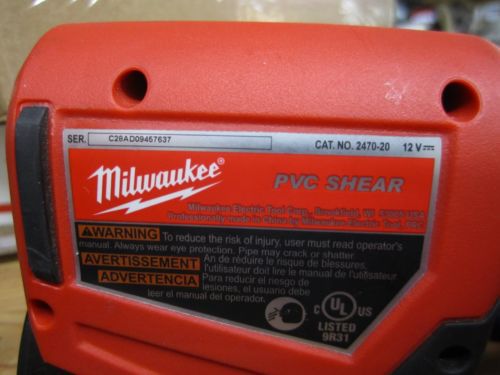 SER. C28AD09457637 CAT. NO. 2470-20 12 V
Milwaukee® PVC SHEAR
Milwaukee Electric Tool Corp., Brookfield, WI 53005 USA
Professionally made in China by Milwaukee Electric Tool, PRC
WARNING To reduce the risk of injury, user must read operator's
manual. Always wear eye protection. Pipe may crack or shatter
AVERTISSEMENT An de réduire le risque de blessures,
l'utilisateur doit lire le manuel de l'utilisateur.
ADVERTENCIA Para reducir el riesgo de
lesiones, el usuario debe
leer el manual del operador.
C UL US
LISTED
9R31